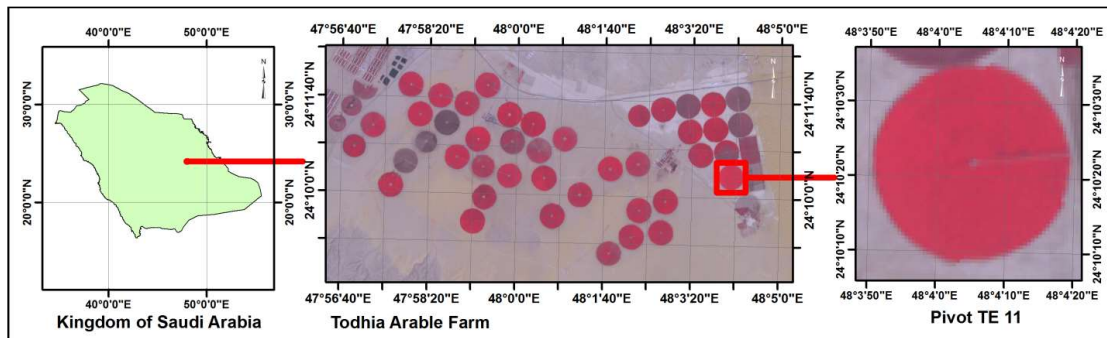 40°0'0"E 50°0'0"E
30°0'0"N
20°0'0"N
30°0'0"N
20°0'0"N
40°0'0"E 50°0'0"E
Kingdom of Saudi Arabia
47°56'40"E 47°58'20"E 48°0'0"E 48°1'40"E 48°3'20"E 48°5'0"E
24°11'40"N
24°10'0"N
24°11'40"N
24°10'0"N
47°56'40"E 47°58'20"E 48°0'0"E 48°1'40"E 48°3'20"E 48°5'0"E
Todhia Arable Farm
48°3'50"E 48°4'0"E 48°4'10"E 48°4'20"E
24°10'30"N
24°10'20"N
24°10'10"N
24°10'30"N
24°10'20"N
24°10'10"N
48°3'50"E 48°4'0"E 48°4'10"E 48°4'20"E
Pivot TE 11